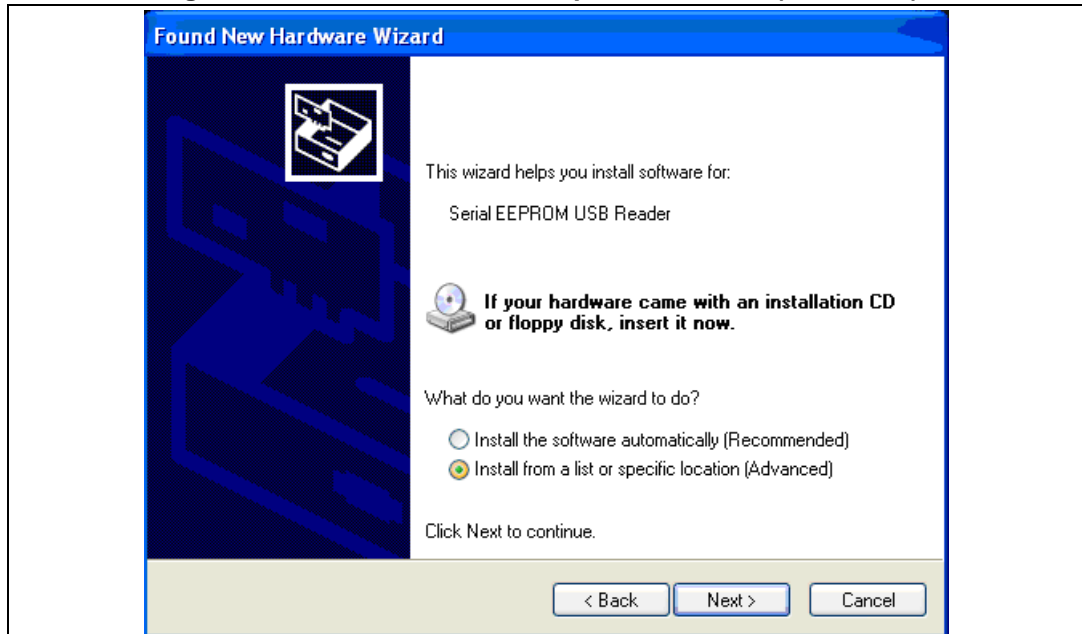 Found New Hardware Wizard
This wizard helps you install software for:
Serial EEPROM USB Reader
If your hardware came with an installation CD
or floppy disk, insert it now.
What do you want the wizard to do?
Install the software automatically (Recommended)
Install from a list or specific location (Advanced)
Click Next to continue.
< Back
Next >
Cancel